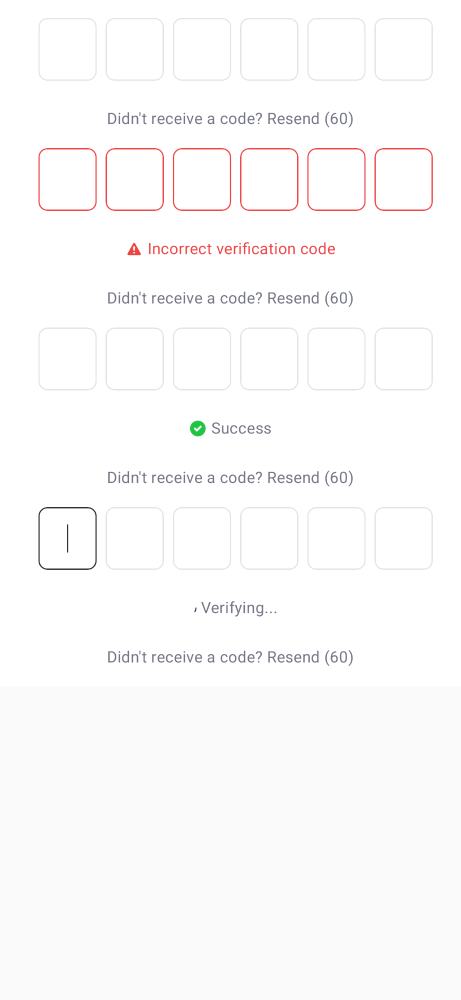 Didn't receive a code? Resend (60)
Incorrect verification code
Didn't receive a code? Resend (60)
Success
Didn't receive a code? Resend (60)
Verifying...
Didn't receive a code? Resend (60)